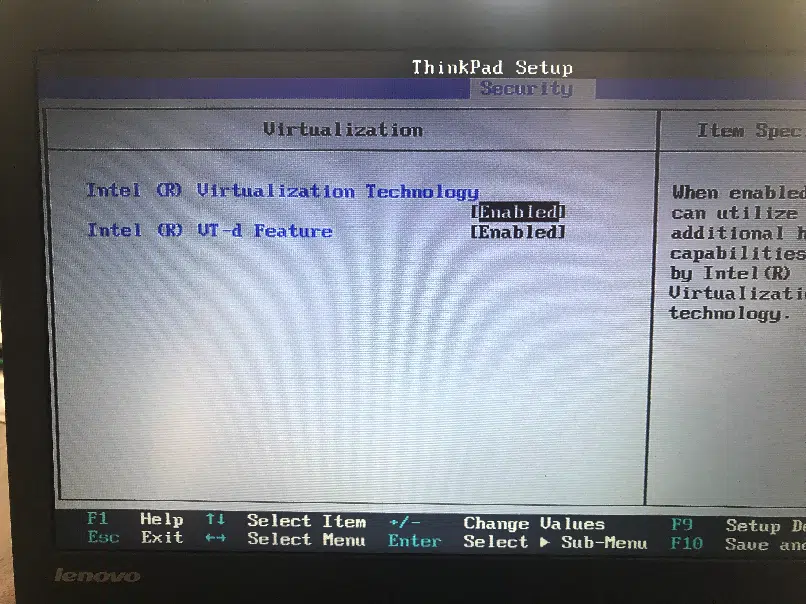 ThinkPad Setup
Security
Virtualization
Item Spec
Intel (R) Virtualization Technology
[Enabled]
Intel (R) VT-d Feature [Enabled]
When enabled
can utilize
additional h
capabilities
by Intel(R)
Virtualizati
technology.
F1 Help ↑↓ Select Item +/- Change Values F9 Setup De
Esc Exit ←→ Select Menu Enter Select ▶ Sub-Menu F10 Save and
lenovo